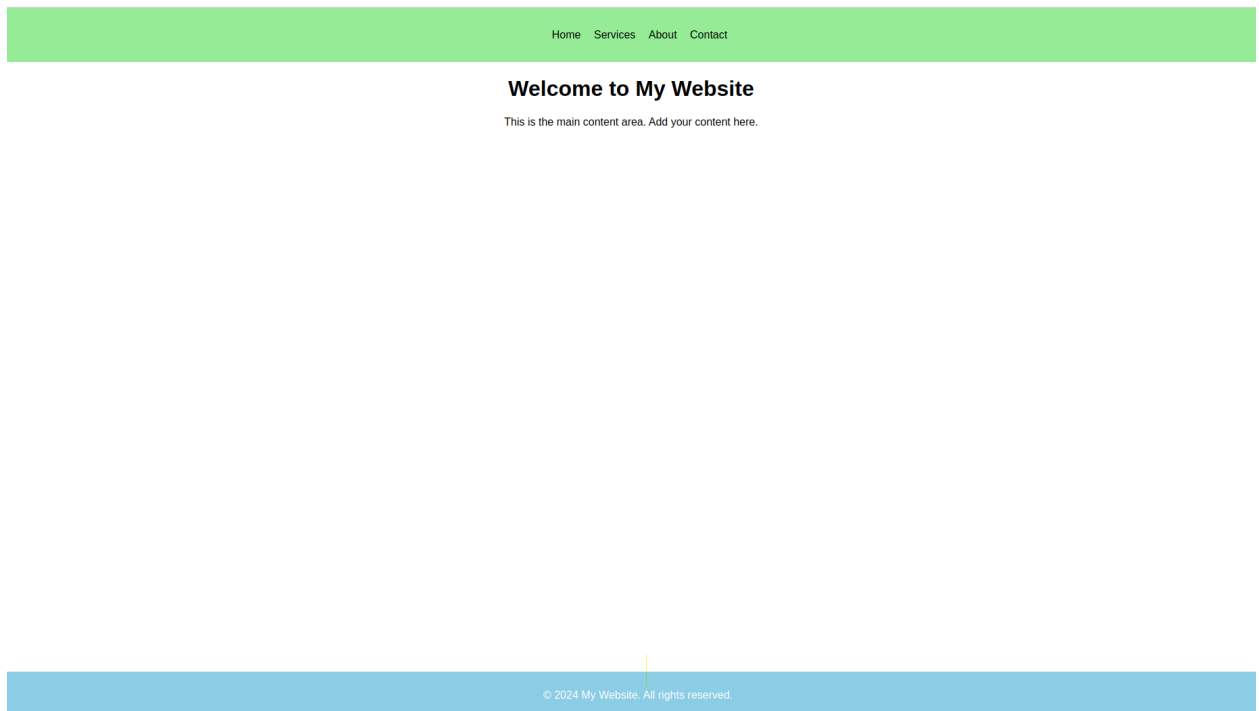 Home Services About Contact
Welcome to My Website
This is the main content area. Add your content here.
© 2024 My Website. All rights reserved.